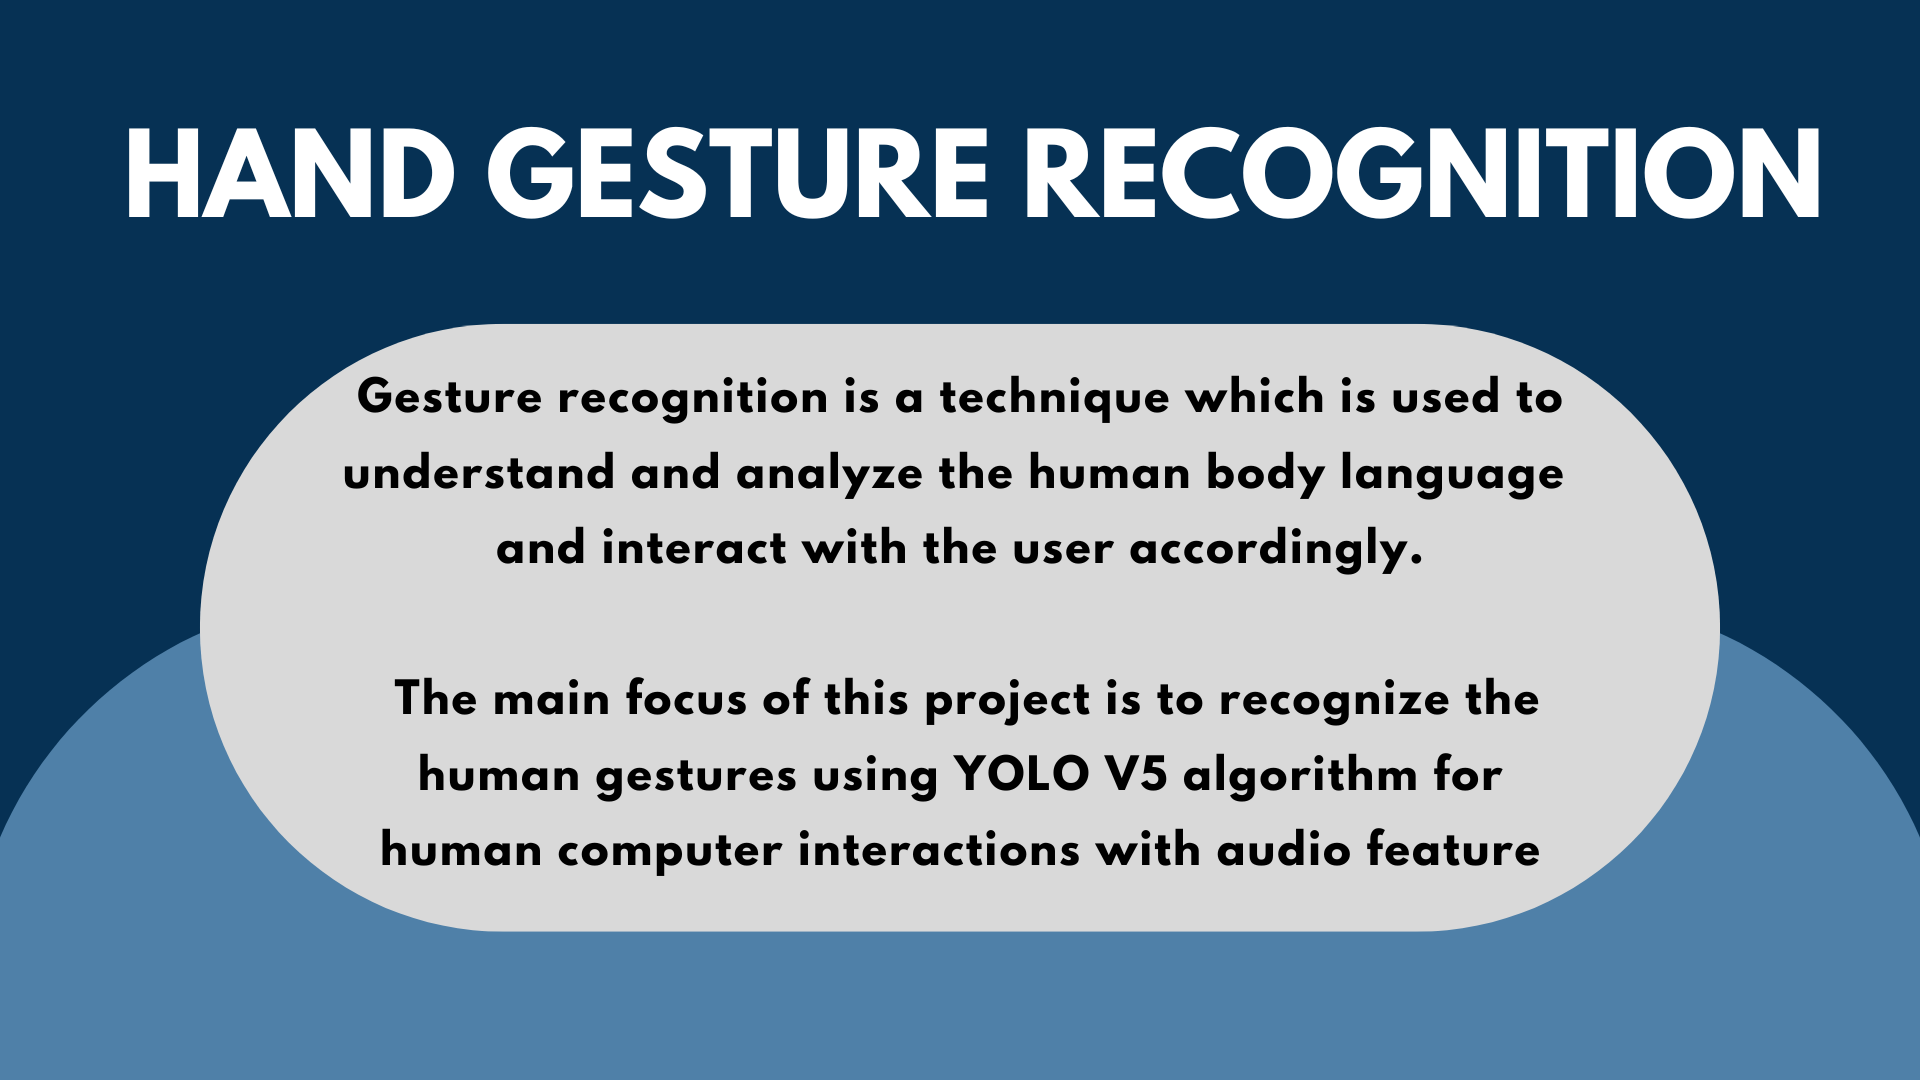 HAND GESTURE RECOGNITION
Gesture recognition is a technique which is used to
understand and analyze the human body language
and interact with the user accordingly.
The main focus of this project is to recognize the
human gestures using YOLO V5 algorithm for
human computer interactions with audio feature